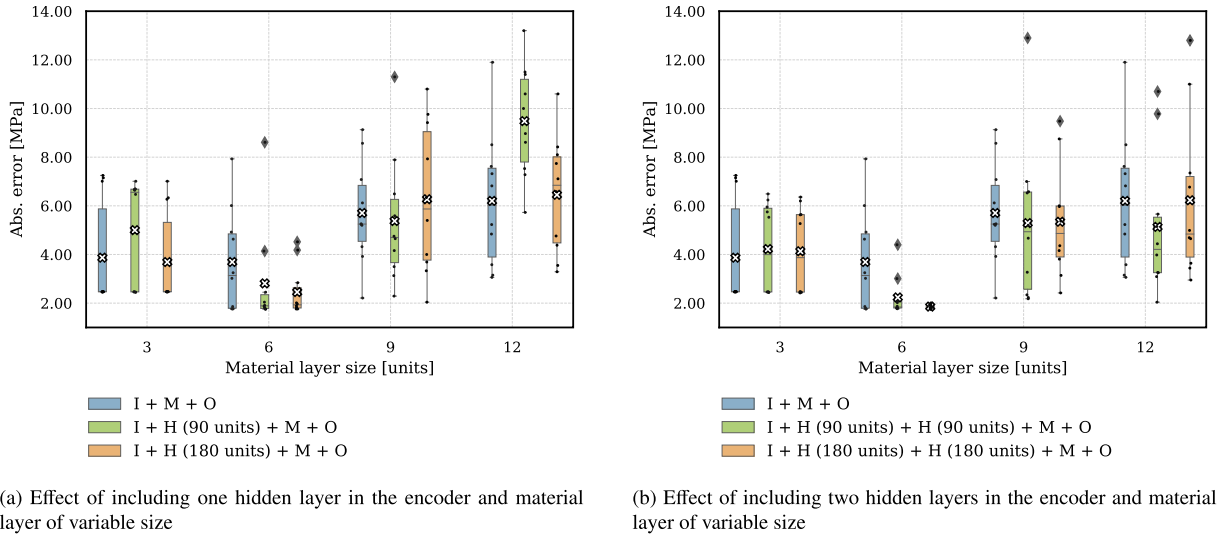 14.00
12.00
10.00
8.00
6.00
4.00
2.00
Abs. error [MPa]
3
6
9
12
Material layer size [units]
I + M + O
I + H (90 units) + M + O
I + H (180 units) + M + O
(a) Effect of including one hidden layer in the encoder and material
layer of variable size
14.00
12.00
10.00
8.00
6.00
4.00
2.00
Abs. error [MPa]
3
6
9
12
Material layer size [units]
I + M + O
I + H (90 units) + H (90 units) + M + O
I + H (180 units) + H (180 units) + M + O
(b) Effect of including two hidden layers in the encoder and material
layer of variable size